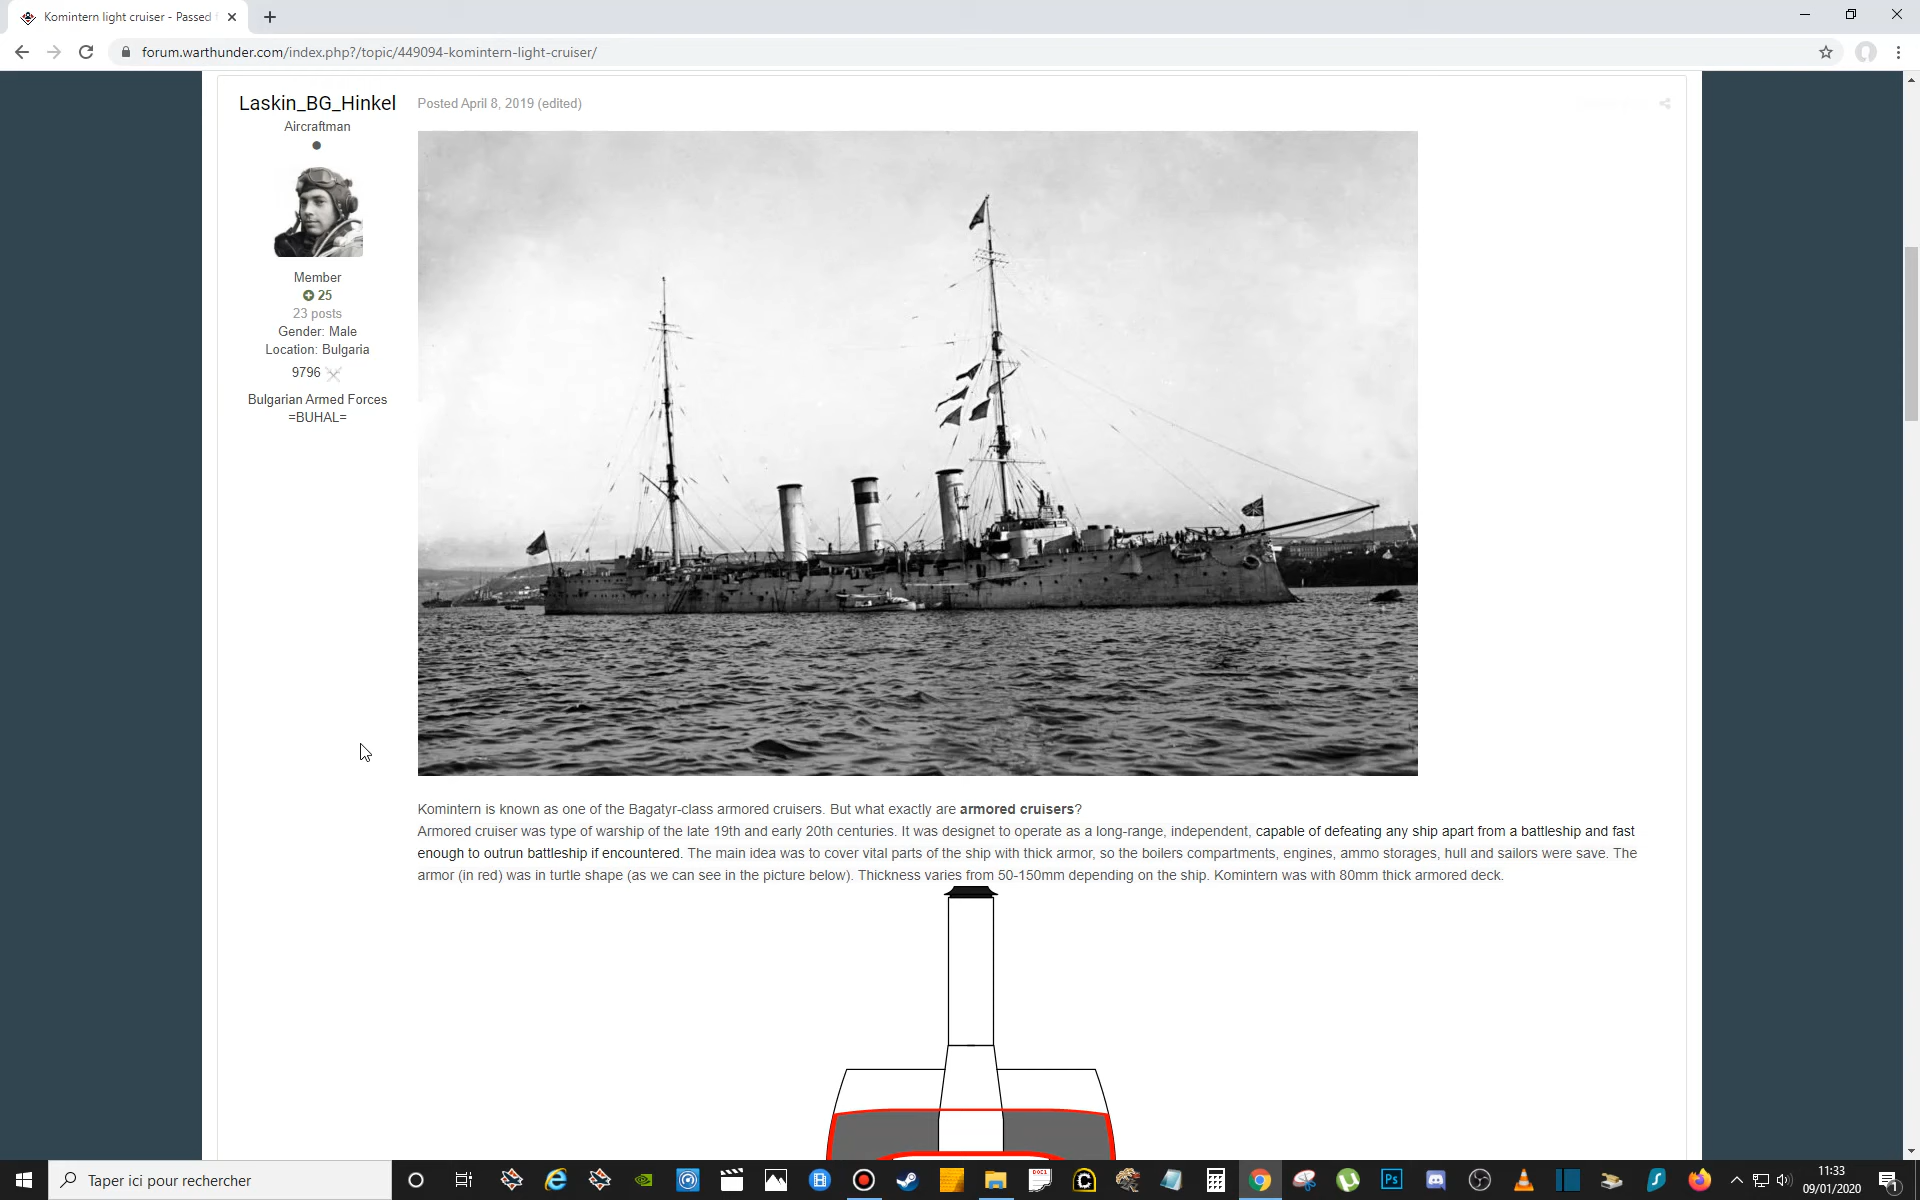 Komintern light cruiser - Passed
forum.warthunder.com/index.php?/topic/449094-komintern-light-cruiser/
Laskin_BG_Hinkel
Posted April 8, 2019 (edited)
Aircraftman
Member
25
23 posts
Gender: Male
Location: Bulgaria
9796
Bulgarian Armed Forces
=BUHAL=
Komintern is known as one of the Bagatyr-class armored cruisers. But what exactly are armored cruisers?
Armored cruiser was type of warship of the late 19th and early 20th centuries. It was designet to operate as a long-range, independent, capable of defeating any ship apart from a battleship and fast
enough to outrun battleship if encountered. The main idea was to cover vital parts of the ship with thick armor, so the boilers compartments, engines, ammo storages, hull and sailors were save. The
armor (in red) was in turtle shape (as we can see in the picture below). Thickness varies from 50-150mm depending on the ship. Komintern was with 80mm thick armored deck.
Taper ici pour rechercher
Ps
11:33
09/01/2020
1